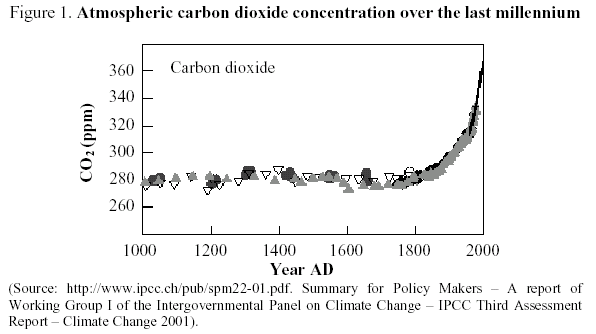 Figure 1. Atmospheric carbon dioxide concentration over the last millennium
Carbon dioxide
360
340
320
300
280
260
CO2 (ppm)
1000 1200 1400 1600 1800 2000
Year AD
(Source: http://www.ipcc.ch/pub/spm22-01.pdf. Summary for Policy Makers – A report of
Working Group I of the Intergovernmental Panel on Climate Change – IPCC Third Assessment
Report – Climate Change 2001).